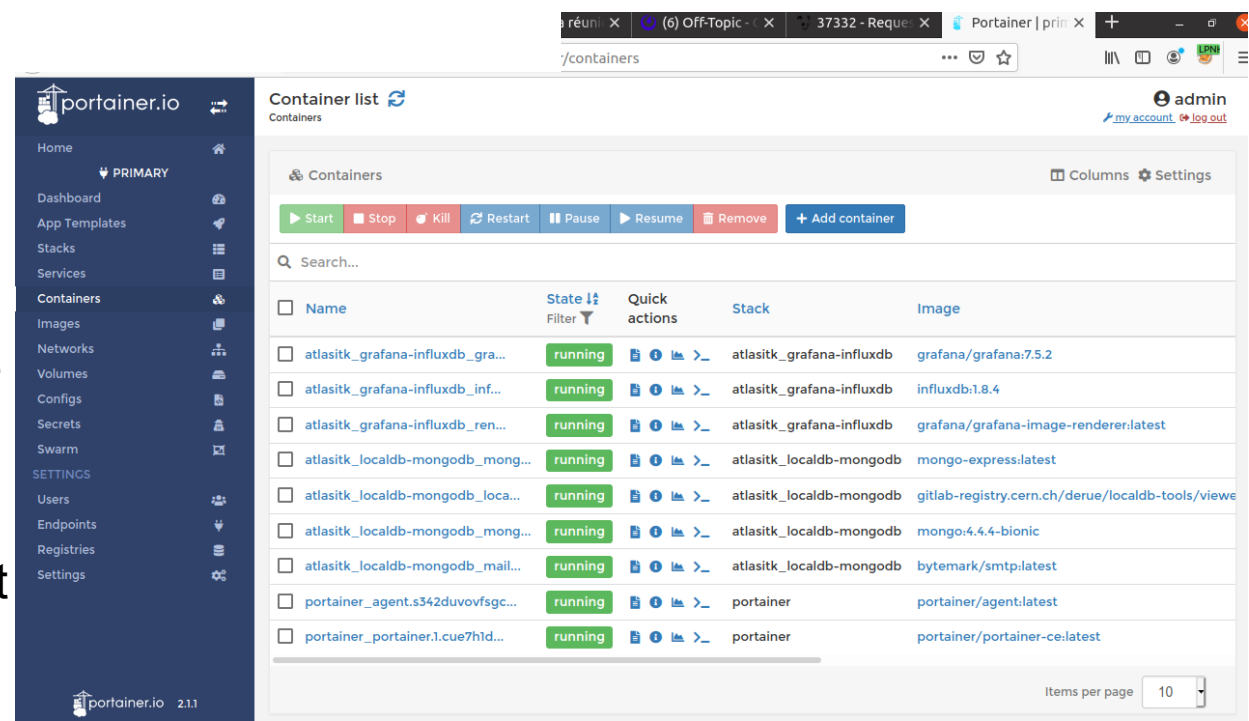 (6) Off-Topic -
37332 - Reques
Portainer | prim
/containers
LPNH
portainer.io
Container list
Containers
admin
my account log out
Home
PRIMARY
Dashboard
App Templates
Stacks
Services
Containers
Images
Networks
Volumes
Configs
Secrets
Swarm
SETTINGS
Users
Endpoints
Registries
Settings
portainer.io 2.1.1
Containers
Columns Settings
Start Stop Kill Restart Pause Resume Remove + Add container
Search...
Name State Filter Quick actions Stack Image
atlasitk_grafana-influxdb_gra... running atlasitk_grafana-influxdb grafana/grafana:7.5.2
atlasitk_grafana-influxdb_inf... running atlasitk_grafana-influxdb influxdb:1.8.4
atlasitk_grafana-influxdb_ren... running atlasitk_grafana-influxdb grafana/grafana-image-renderer:latest
atlasitk_localdb-mongodb_mong... running atlasitk_localdb-mongodb mongo-express:latest
atlasitk_localdb-mongodb_loca... running atlasitk_localdb-mongodb gitlab-registry.cern.ch/derue/localdb-tools/viewe
atlasitk_localdb-mongodb_mong... running atlasitk_localdb-mongodb mongo:4.4.4-bionic
atlasitk_localdb-mongodb_mail... running atlasitk_localdb-mongodb bytemark/smtp:latest
portainer_agent.s342duvovfsgc... running portainer portainer/agent:latest
portainer_portainer.1.cue7h1d... running portainer portainer/portainer-ce:latest
Items per page 10